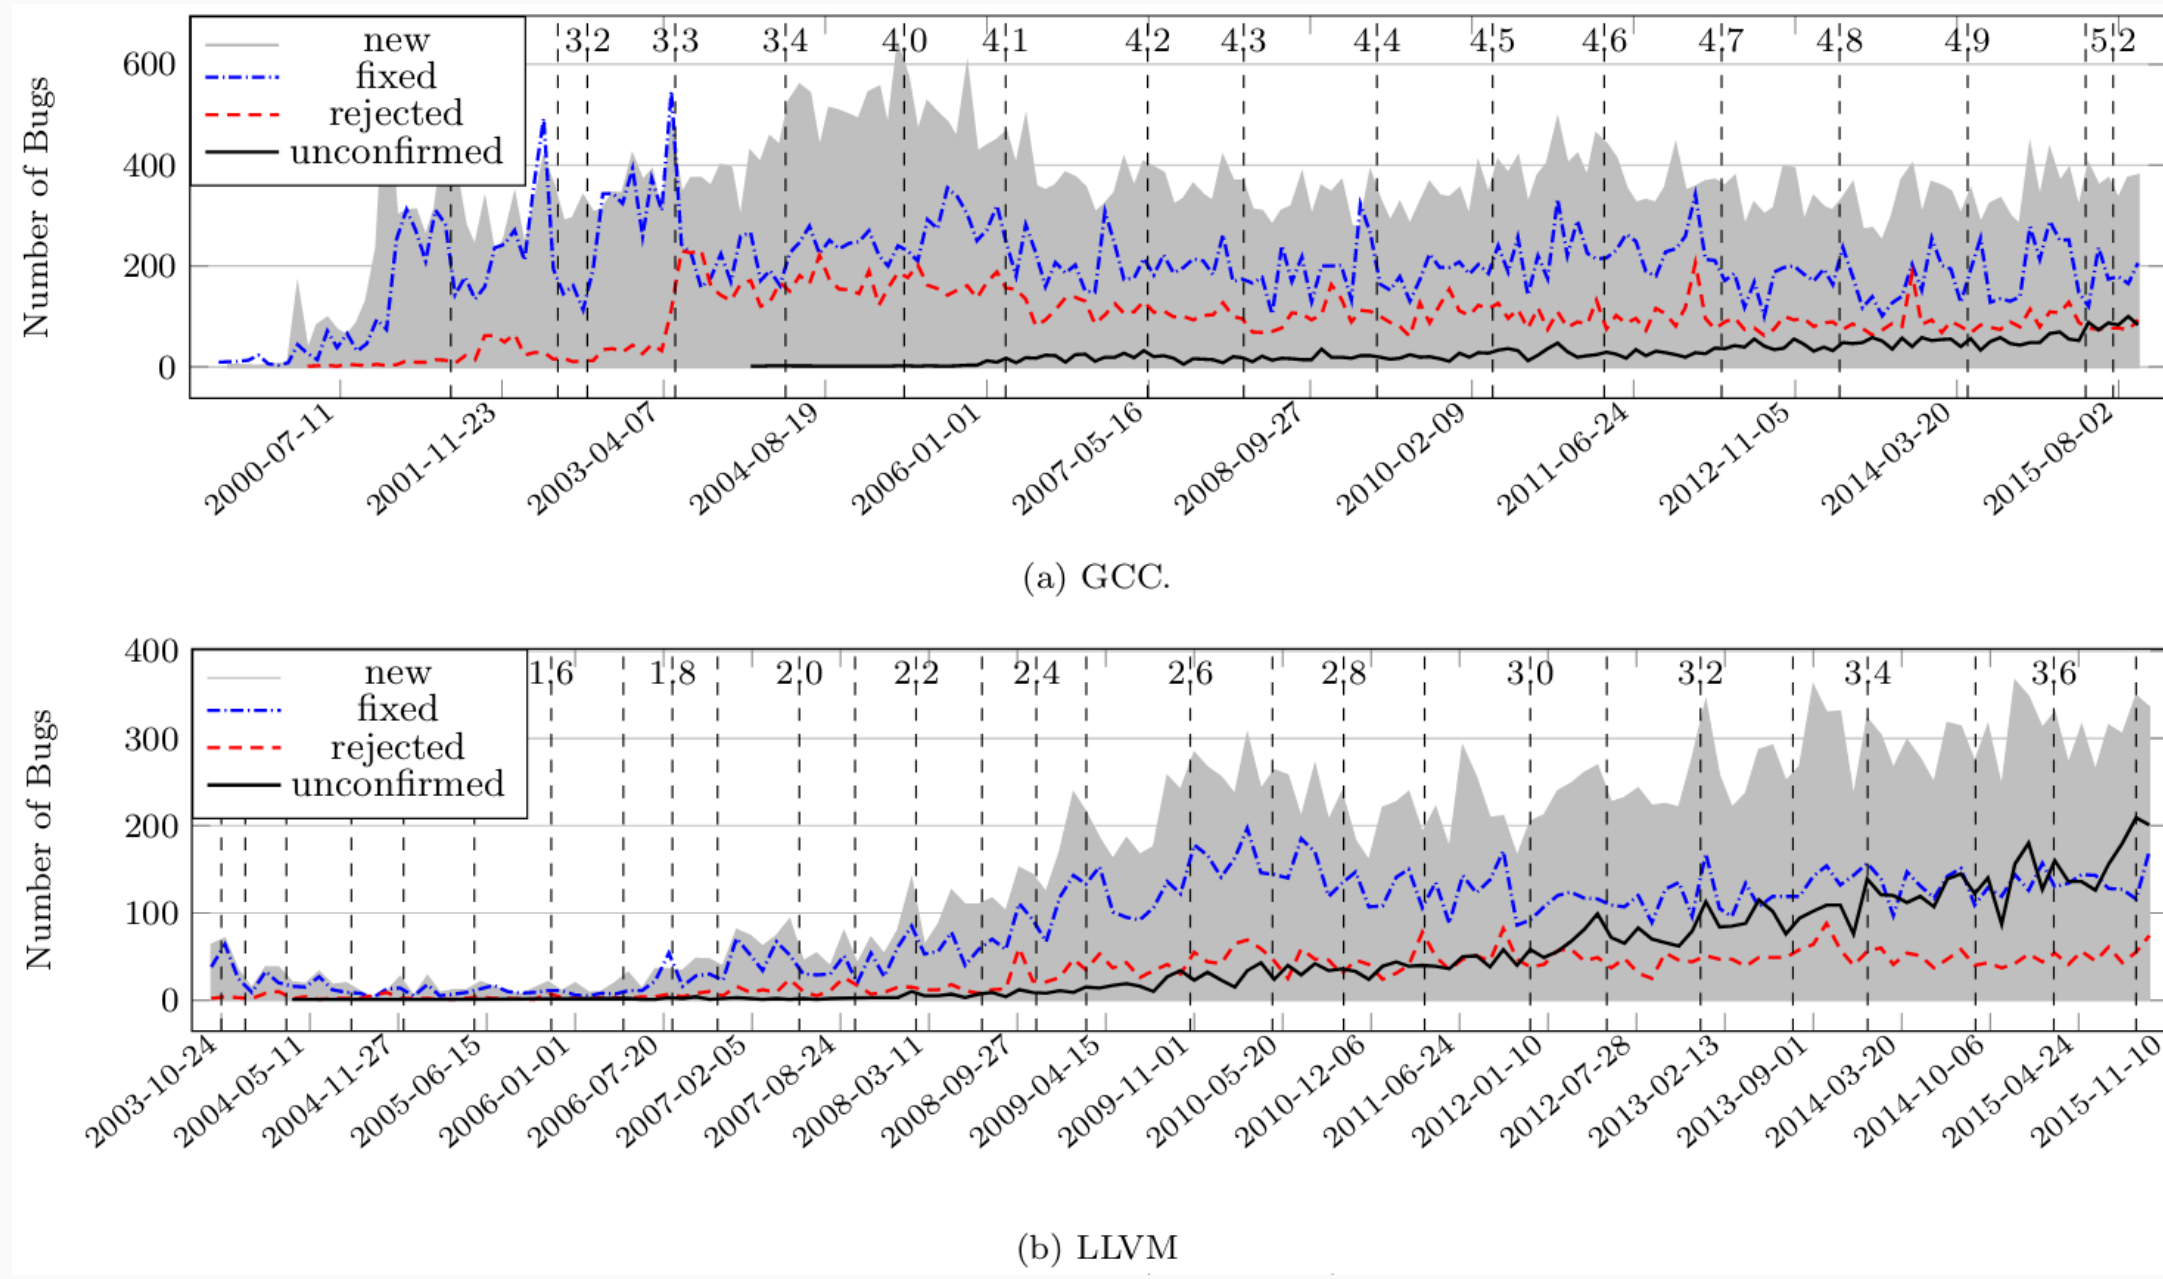 new
fixed
rejected
unconfirmed
3.2 3.3 3.4 4.0 4.1 4.2 4.3 4.4 4.5 4.6 4.7 4.8 4.9 5.2
600
400
200
0
Number of Bugs
2000-07-11 2001-11-23 2003-04-07 2004-08-19 2006-01-01 2007-05-16 2008-09-27 2010-02-09 2011-06-24 2012-11-05 2014-03-20 2015-08-02
(a) GCC.
new
fixed
rejected
unconfirmed
1.6 1.8 2.0 2.2 2.4 2.6 2.8 3.0 3.2 3.4 3.6
400
300
200
100
0
Number of Bugs
2003-10-24 2004-05-11 2004-11-27 2005-06-15 2006-01-01 2006-07-20 2007-02-05 2007-08-24 2008-03-11 2008-09-27 2009-04-15 2009-11-01 2010-05-20 2010-12-06 2011-06-24 2012-01-10 2012-07-28 2013-02-13 2013-09-01 2014-03-20 2014-10-06 2015-04-24 2015-11-10
(b) LLVM